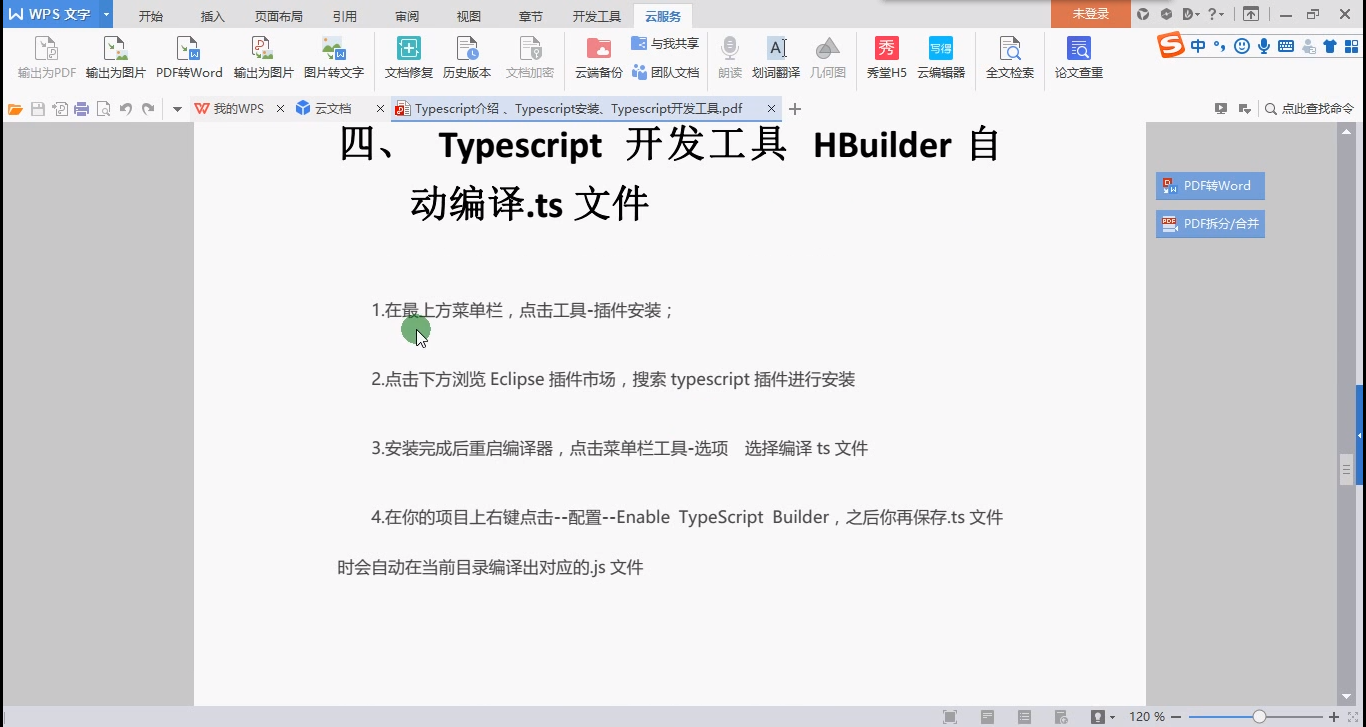 WPS 文字 开始 插入 页面布局 引用 审阅 视图 章节 开发工具 云服务 未登录
输出为PDF 输出为图片 PDF转Word 输出为图片 图片转文字 文档修复 历史版本 文档加密 云端备份 与我共享 团队文档 朗读 划词翻译 几何图 秀堂H5 云编辑器 全文检索 论文查重
秀 写得 中
我的WPS 云文档 Typescript介绍 、Typescript安装、Typescript开发工具.pdf 点此查找命令
四、 Typescript 开发工具 HBuilder 自
动编译.ts 文件
PDF转Word
PDF拆分/合并
1.在最上方菜单栏，点击工具-插件安装；
2.点击下方浏览 Eclipse 插件市场，搜索 typescript 插件进行安装
3.安装完成后重启编译器，点击菜单栏工具-选项 选择编译 ts 文件
4.在你的项目上右键点击--配置--Enable TypeScript Builder，之后你再保存.ts 文件
时会自动在当前目录编译出对应的.js 文件
120 %